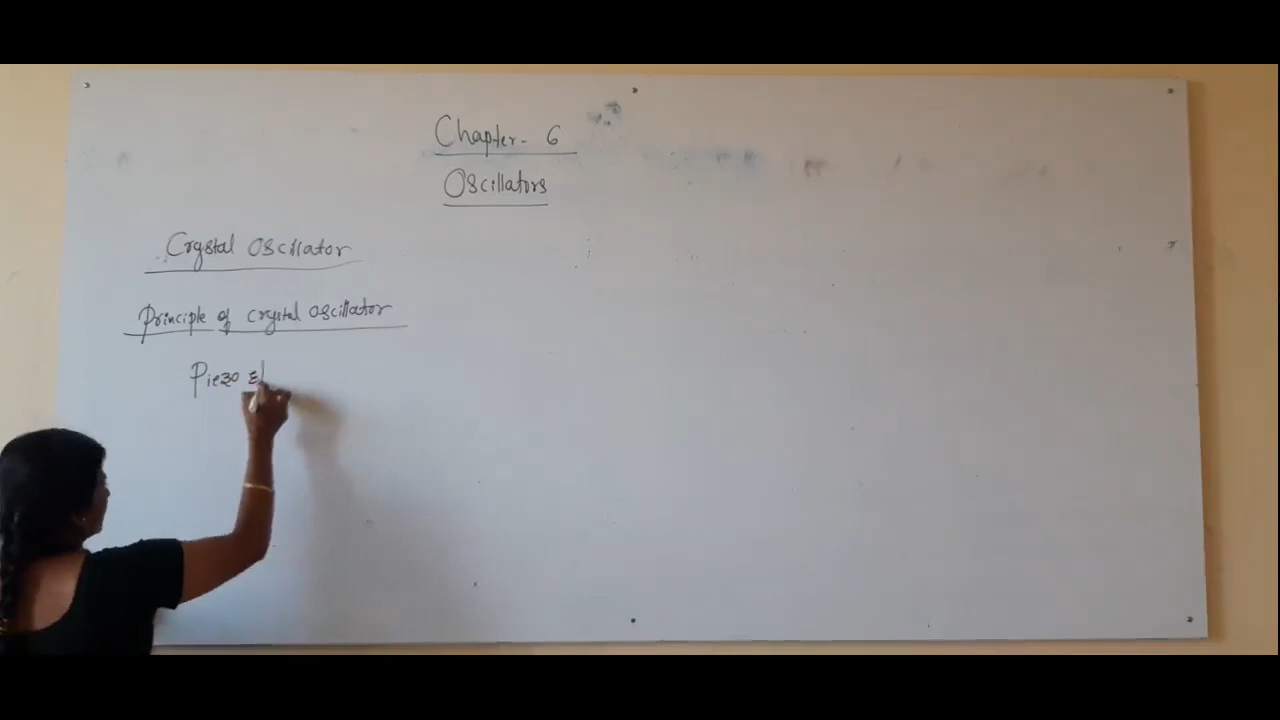 Chapter - 6
Oscillators
Crystal Oscillator
Principle of crystal oscillator
Piezo El